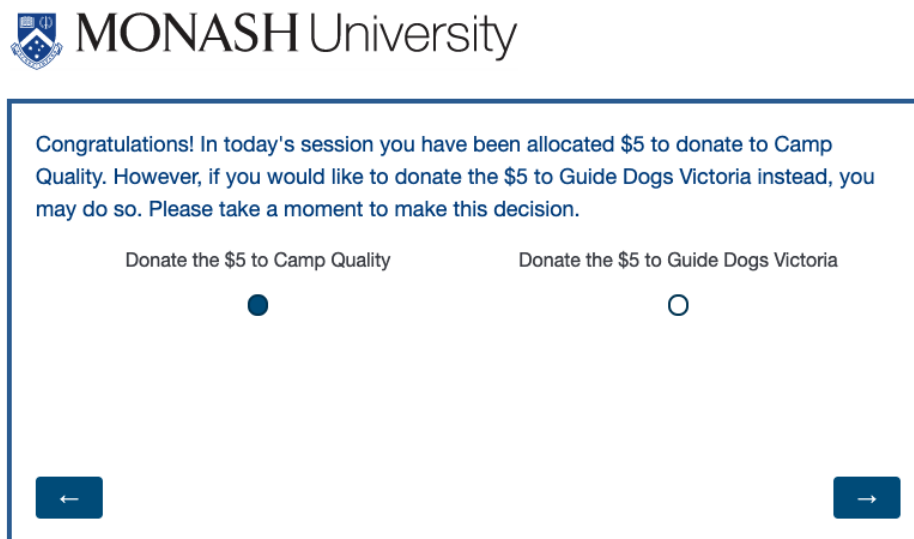 MONASH University
Congratulations! In today's session you have been allocated $5 to donate to Camp
Quality. However, if you would like to donate the $5 to Guide Dogs Victoria instead, you
may do so. Please take a moment to make this decision.
Donate the $5 to Camp Quality
Donate the $5 to Guide Dogs Victoria
←
→